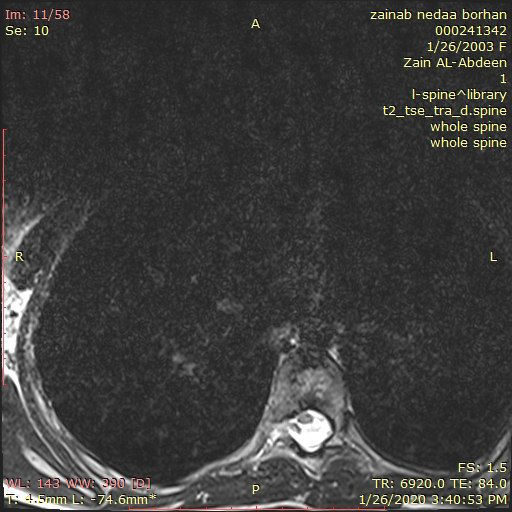 Im: 11/58
Se: 10
A
zainab nedaa borhan
000241342
1/26/2003 F
Zain AL-Abdeen
1
l-spine^library
t2_tse_tra_d.spine
whole spine
whole spine
R
L
WL: 143 WW: 390 [D]
T: 4.5mm L: -74.6mm*
P
FS: 1.5
TR: 6920.0 TE: 84.0
1/26/2020 3:40:53 PM